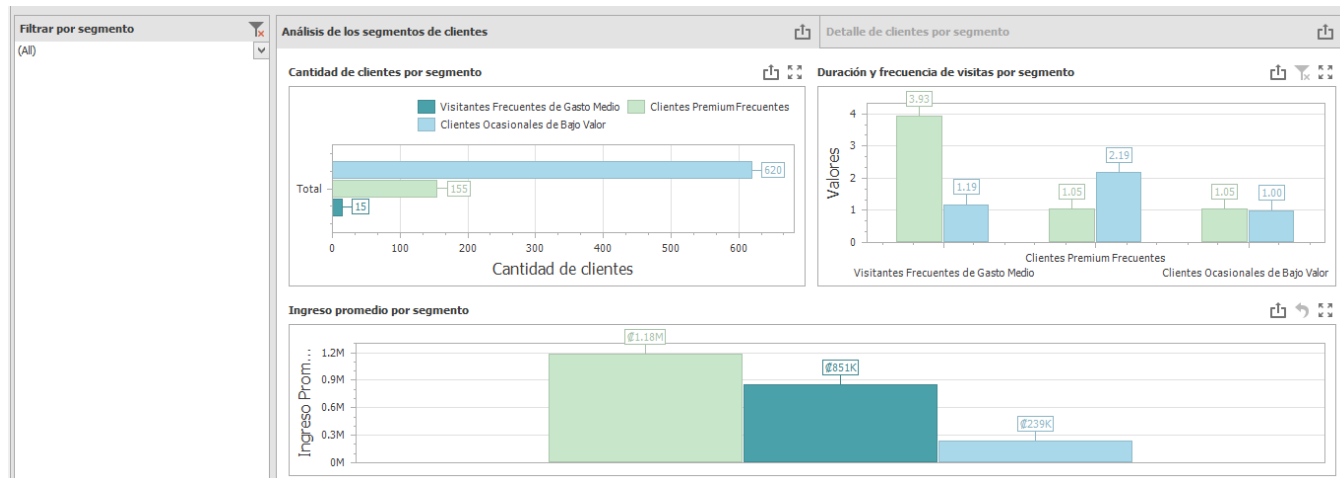 Filtrar por segmento
(All)
Análisis de los segmentos de clientes
Detalle de clientes por segmento
Cantidad de clientes por segmento
Visitantes Frecuentes de Gasto Medio
Clientes Premium Frecuentes
Clientes Ocasionales de Bajo Valor
Total
620
155
15
0 100 200 300 400 500 600
Cantidad de clientes
Duración y frecuencia de visitas por segmento
Valores
4
3
2
1
0
3.93
1.19
1.05
2.19
1.05
1.00
Clientes Premium Frecuentes
Visitantes Frecuentes de Gasto Medio
Clientes Ocasionales de Bajo Valor
Ingreso promedio por segmento
Ingreso Prom...
1.2M
0.9M
0.6M
0.3M
0M
₡1.18M
₡851K
₡239K